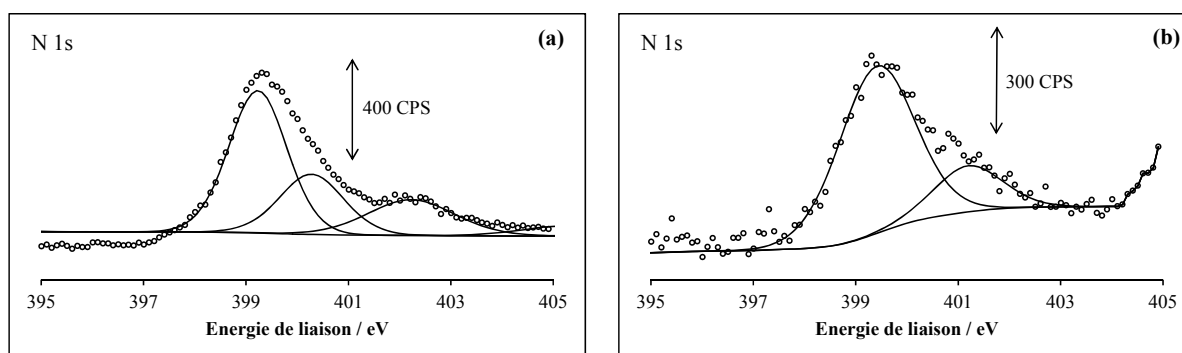 N 1s
(a)
400 CPS
395 397 399 401 403 405
Energie de liaison / eV
N 1s
(b)
300 CPS
395 397 399 401 403 405
Energie de liaison / eV